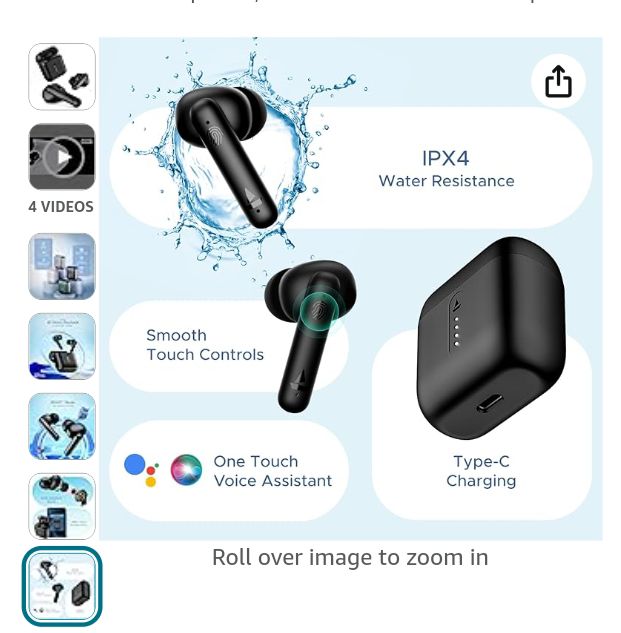 IPX4
Water Resistance
4 VIDEOS
Smooth
Touch Controls
One Touch
Voice Assistant
Type-C
Charging
Roll over image to zoom in